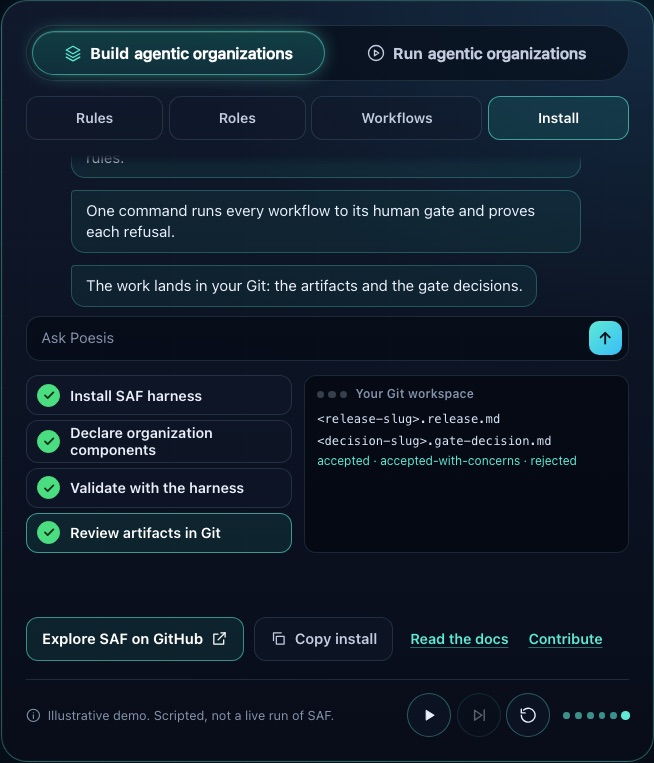 Build agentic organizations
Run agentic organizations
Rules
Roles
Workflows
Install
rules.
One command runs every workflow to its human gate and proves
each refusal.
The work lands in your Git: the artifacts and the gate decisions.
Ask Poesis
Install SAF harness
Declare organization
components
Validate with the harness
Review artifacts in Git
Your Git workspace
<release-slug>.release.md
<decision-slug>.gate-decision.md
accepted · accepted-with-concerns · rejected
Explore SAF on GitHub
Copy install
Read the docs
Contribute
Illustrative demo. Scripted, not a live run of SAF.